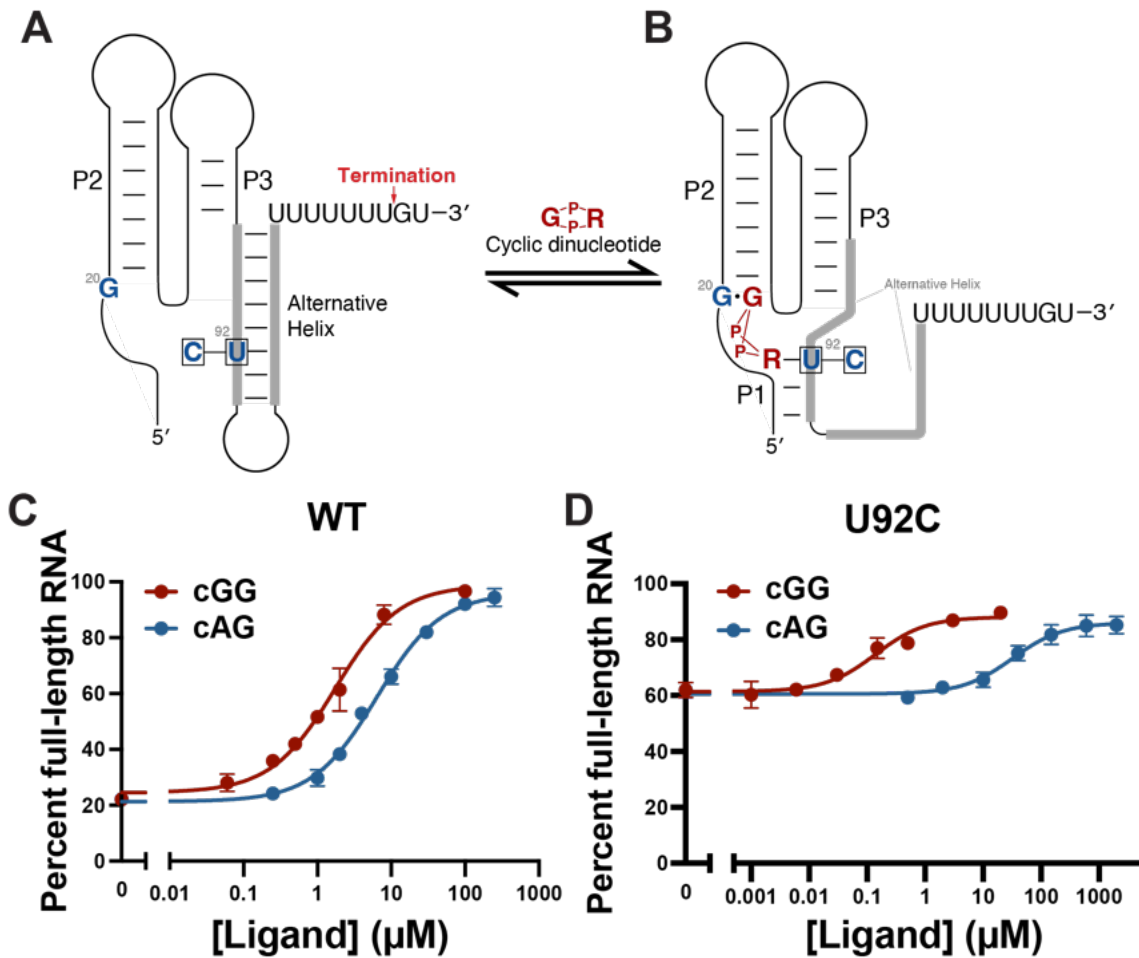 A
B
P2
P3
Termination
UUUUUUUGU–3′
20
G
Alternative
Helix
92
C
U
5′
P
G R
P
Cyclic dinucleotide
P2
P3
20
G·G
Alternative Helix
UUUUUUUGU–3′
P
P
R
U
92
C
P1
5′
C
WT
Percent full-length RNA
100
80
60
40
20
0
cGG
cAG
0
0.01
0.1
1
10
100
1000
[Ligand] (µM)
D
U92C
Percent full-length RNA
100
80
60
40
20
0
cGG
cAG
0
0.001
0.01
0.1
1
10
100
1000
[Ligand] (µM)